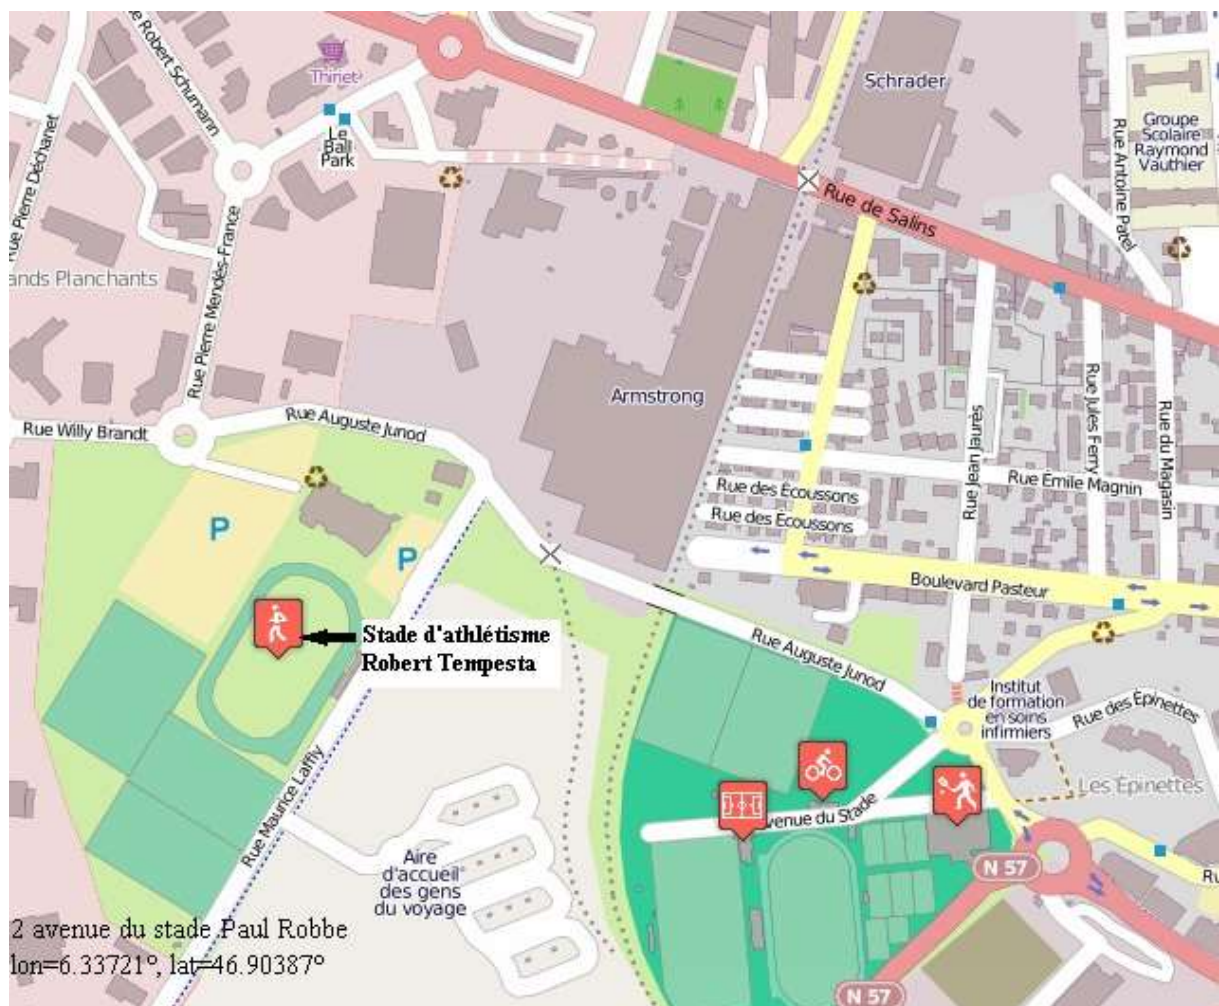 Rue Robert Schumann
Thiriet
Schrader
Groupe
Scolaire
Raymond
Vauthier
Le
Ball
Park
Rue Pierre Déchanet
Rue Antoine Patel
Rue de Salins
ands Planchants
Rue Pierre Mendès-France
Armstrong
Rue Willy Brandt
Rue Auguste Junod
Rue Jean Jaurès
Rue Jules Ferry
Rue du Magasin
Rue Émile Magnin
Rue des Écoussons
Rue des Écoussons
P
P
Boulevard Pasteur
Stade d'athlétisme
Robert Tempesta
Rue Auguste Junod
Institut
de formation
en soins
infirmiers
Rue des Épinettes
Les Épinettes
Rue Maurice Laffly
venue du Stade
Aire
d'accueil
des gens
du voyage
N 57
Ru
2 avenue du stade Paul Robbe
lon=6.33721°, lat=46.90387°
N 57